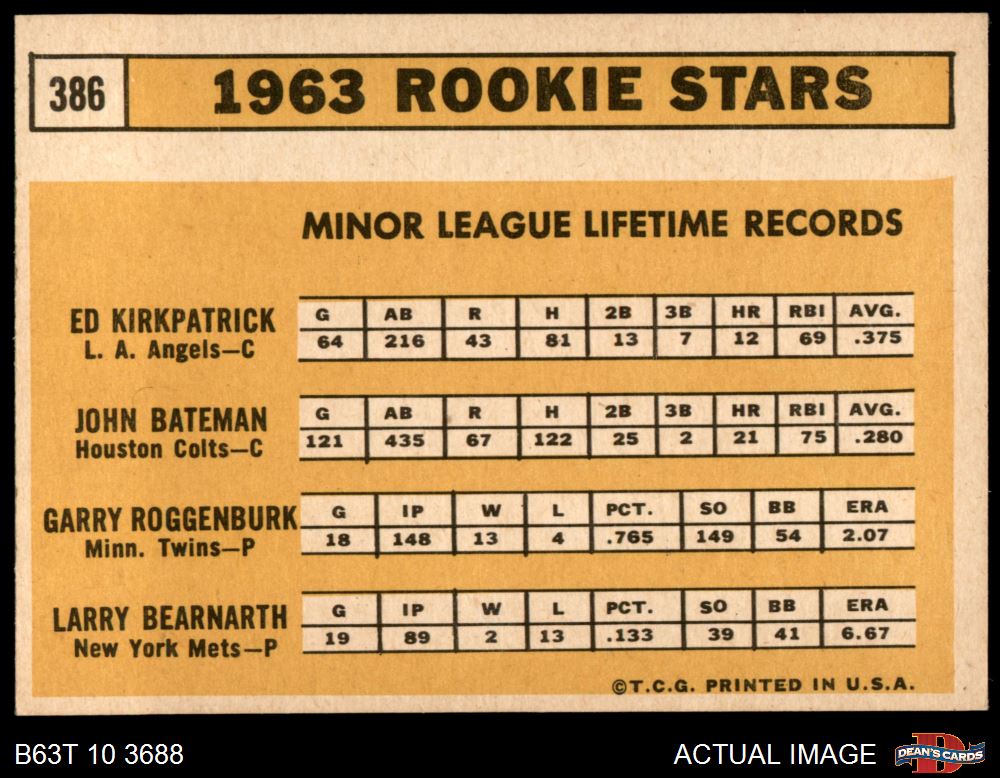 386 1963 ROOKIE STARS
MINOR LEAGUE LIFETIME RECORDS
ED KIRKPATRICK
L. A. Angels—C
G AB R H 2B 3B HR RBI AVG.
64 216 43 81 13 7 12 69 .375
JOHN BATEMAN
Houston Colts—C
G AB R H 2B 3B HR RBI AVG.
121 435 67 122 25 2 21 75 .280
GARRY ROGGENBURK
Minn. Twins—P
G IP W L PCT. SO BB ERA
18 148 13 4 .765 149 54 2.07
LARRY BEARNARTH
New York Mets—P
G IP W L PCT. SO BB ERA
19 89 2 13 .133 39 41 6.67
©T.C.G. PRINTED IN U.S.A.
B63T 10 3688 ACTUAL IMAGE DEAN'S CARDS